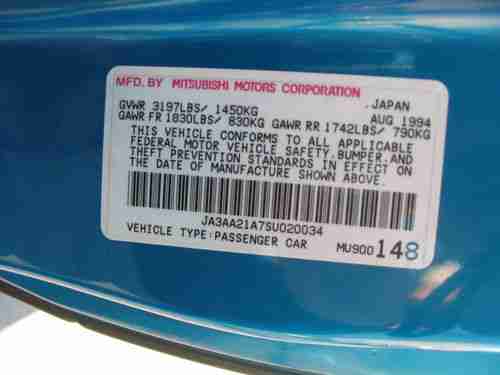 MFD. BY MITSUBISHI MOTORS CORPORATION
, JAPAN
GVWR 3197LBS/ 1450KG AUG 1994
GAWR FR 1830LBS/ 830KG GAWR RR 1742LBS/ 790KG
THIS VEHICLE CONFORMS TO ALL APPLICABLE
FEDERAL MOTOR VEHICLE SAFETY, BUMPER, AND
THEFT PREVENTION STANDARDS IN EFFECT ON
THE DATE OF MANUFACTURE SHOWN ABOVE.
JA3AA21A7SU020034
VEHICLE TYPE: PASSENGER CAR MU900148